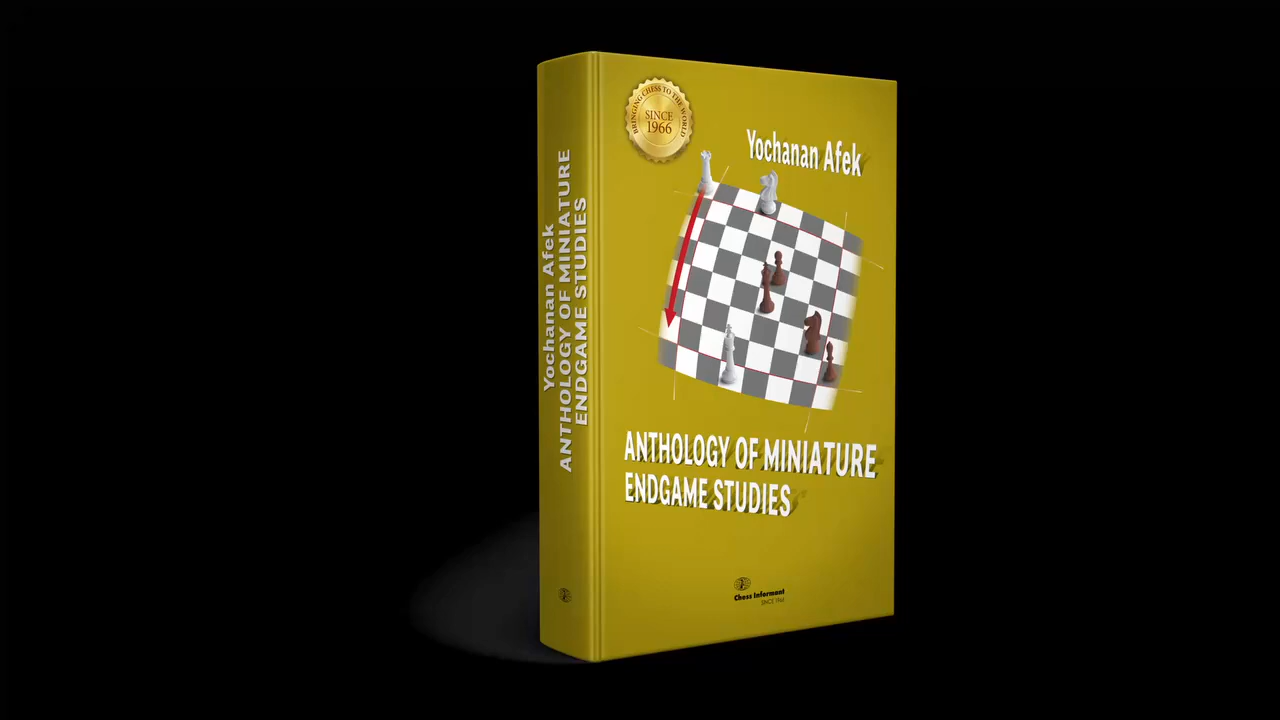 Yochanan Afek
ANTHOLOGY OF MINIATURE
ENDGAME STUDIES
BRINGING CHESS TO THE WORLD
SINCE
1966
Yochanan Afek
ANTHOLOGY OF MINIATURE
ENDGAME STUDIES
Chess Informant
SINCE 1966